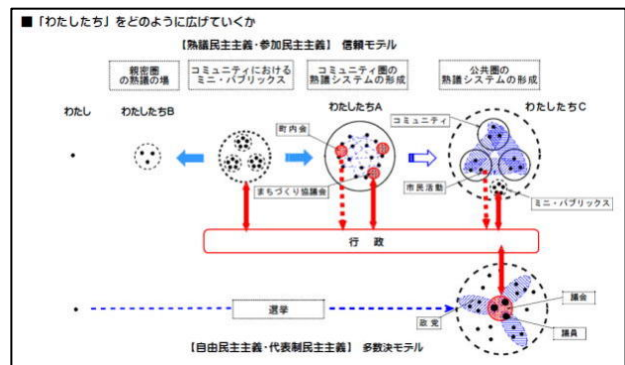 ■「わたしたち」をどのように広げていくか
【熟議民主主義・参加民主主義】 信頼モデル
親密圏
の熟議の場
コミュニティにおける
ミニ・パブリックス
コミュニティ圏の
熟議システムの形成
公共圏の
熟議システムの形成
わたし
わたしたちB
わたしたちA
わたしたちC
町内会
まちづくり協議会
コミュニティ
市民活動
ミニ・パブリックス
行 政
選挙
政党
議会
議員
【自由民主主義・代表制民主主義】 多数決モデル